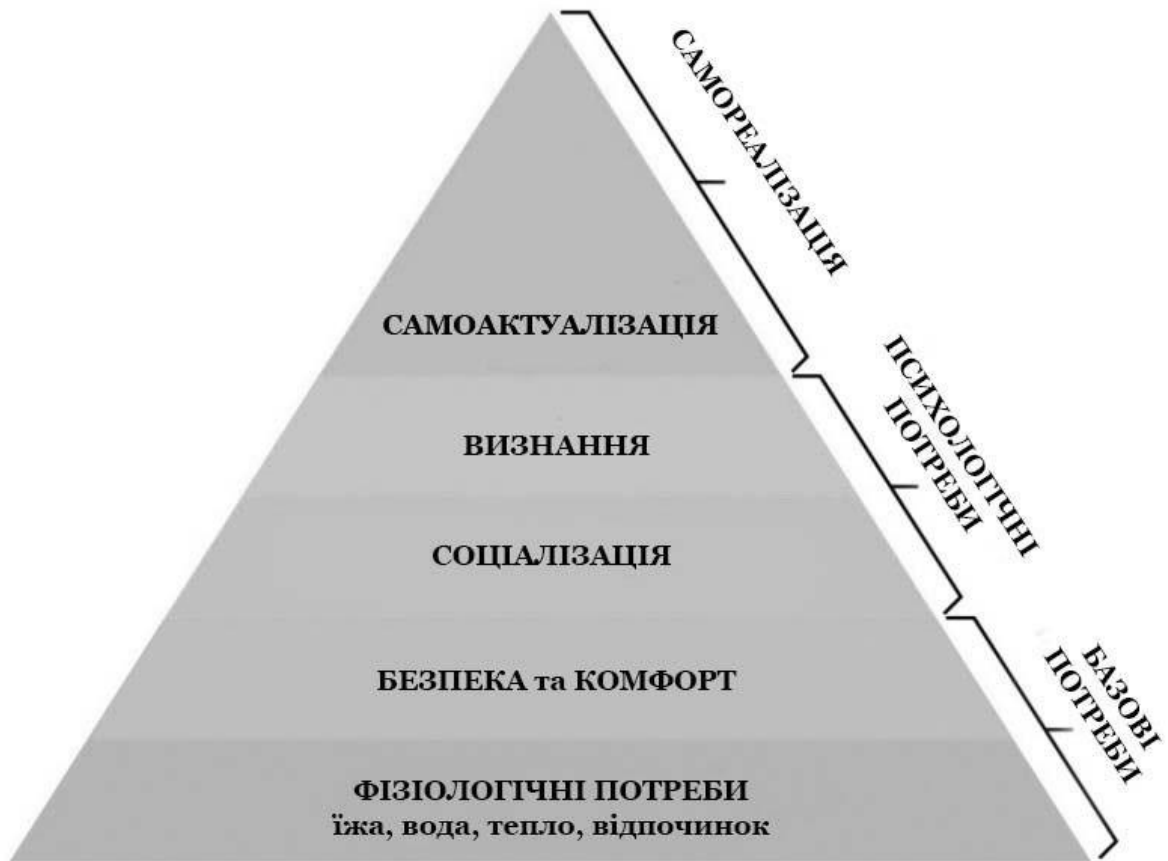 САМОРЕАЛІЗАЦІЯ
САМОАКТУАЛІЗАЦІЯ
ПСИХОЛОГІЧНІ
ПОТРЕБИ
ВИЗНАННЯ
СОЦІАЛІЗАЦІЯ
БАЗОВІ
ПОТРЕБИ
БЕЗПЕКА та КОМФОРТ
ФІЗІОЛОГІЧНІ ПОТРЕБИ
їжа, вода, тепло, відпочинок